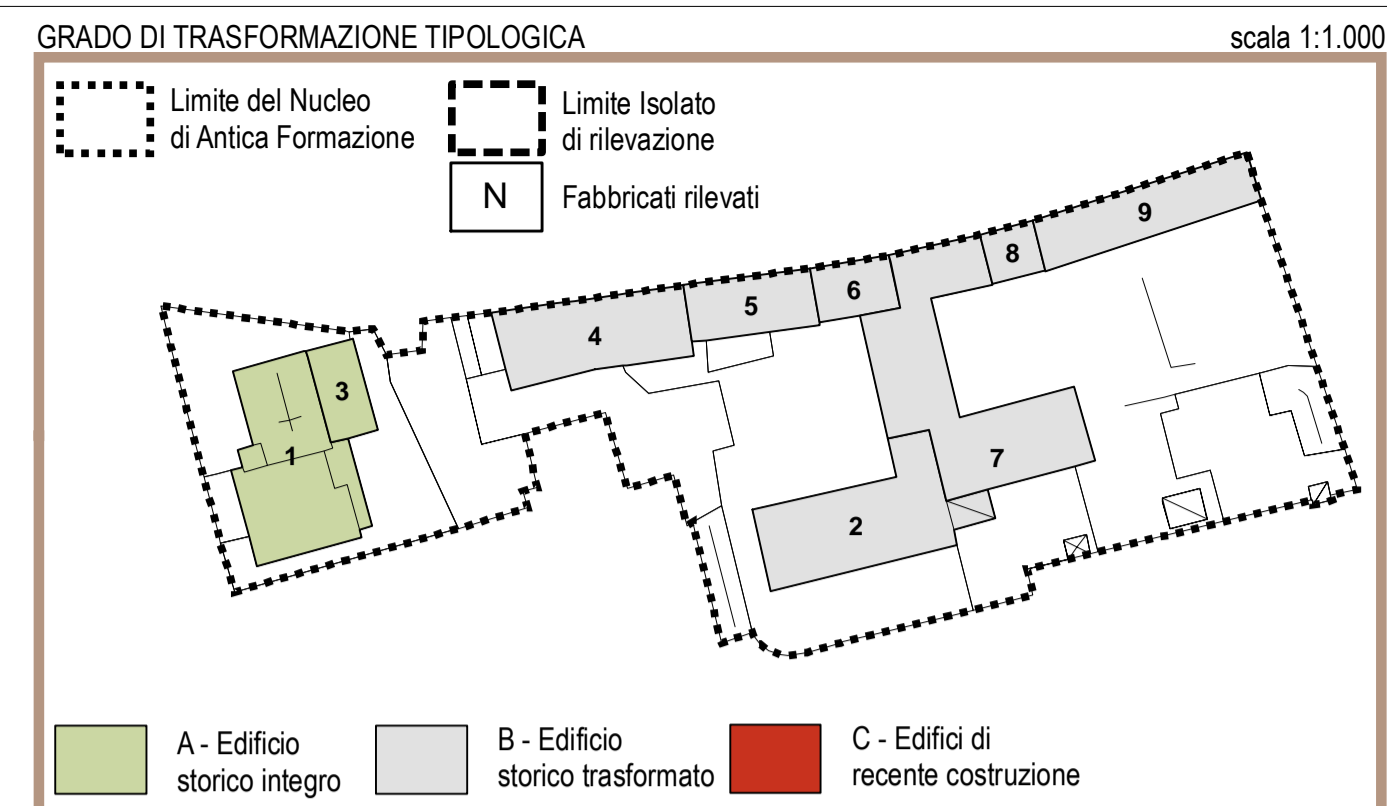 GRADO DI TRASFORMAZIONE TIPOLOGICA scala 1:1.000
Limite del Nucleo
di Antica Formazione
Limite Isolato
di rilevazione
N Fabbricati rilevati
9
8
6
5
4
3
1
7
2
A - Edificio
storico integro
B - Edificio
storico trasformato
C - Edifici di
recente costruzione